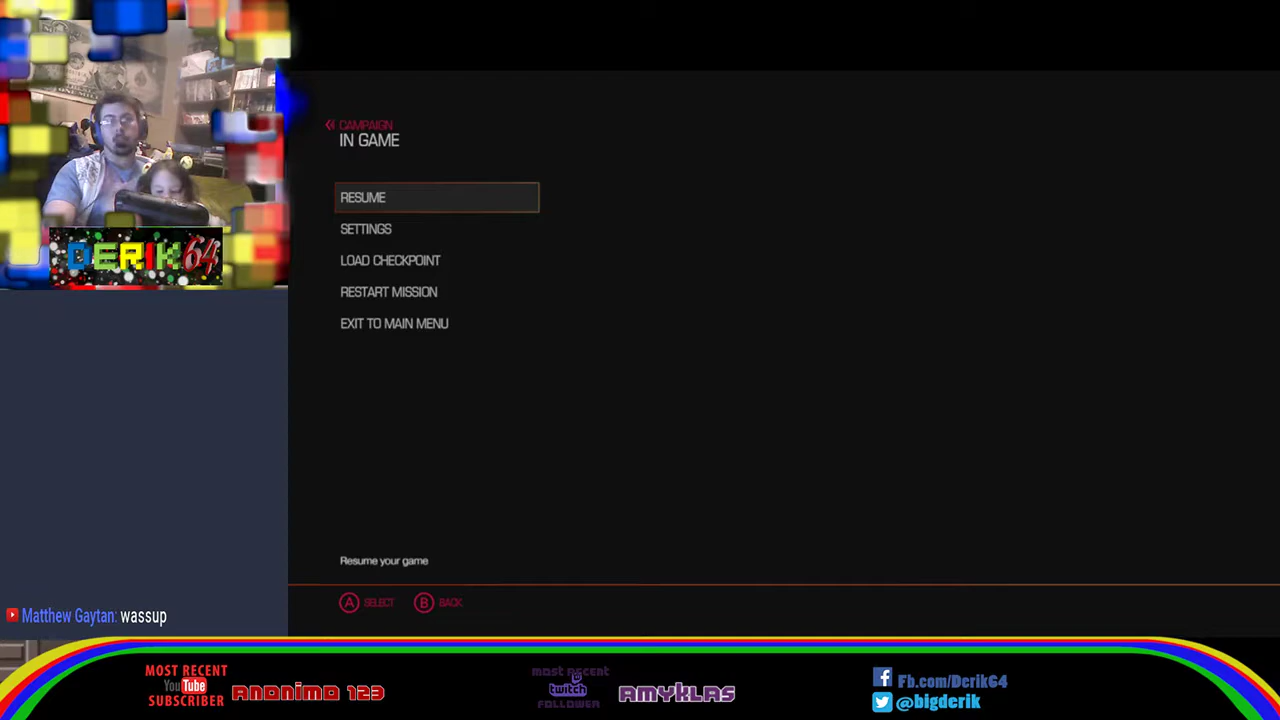 CAMPAIGN
IN GAME
RESUME
SETTINGS
LOAD CHECKPOINT
RESTART MISSION
EXIT TO MAIN MENU
Resume your game
A SELECT B BACK
DERIK64
Matthew Gaytan: wassup
MOST RECENT
YouTube
SUBSCRIBER
ANONIMO 123
MOST RECENT
twitch
FOLLOWER
AMYKLAS
Fb.com/Derik64
@bigderik